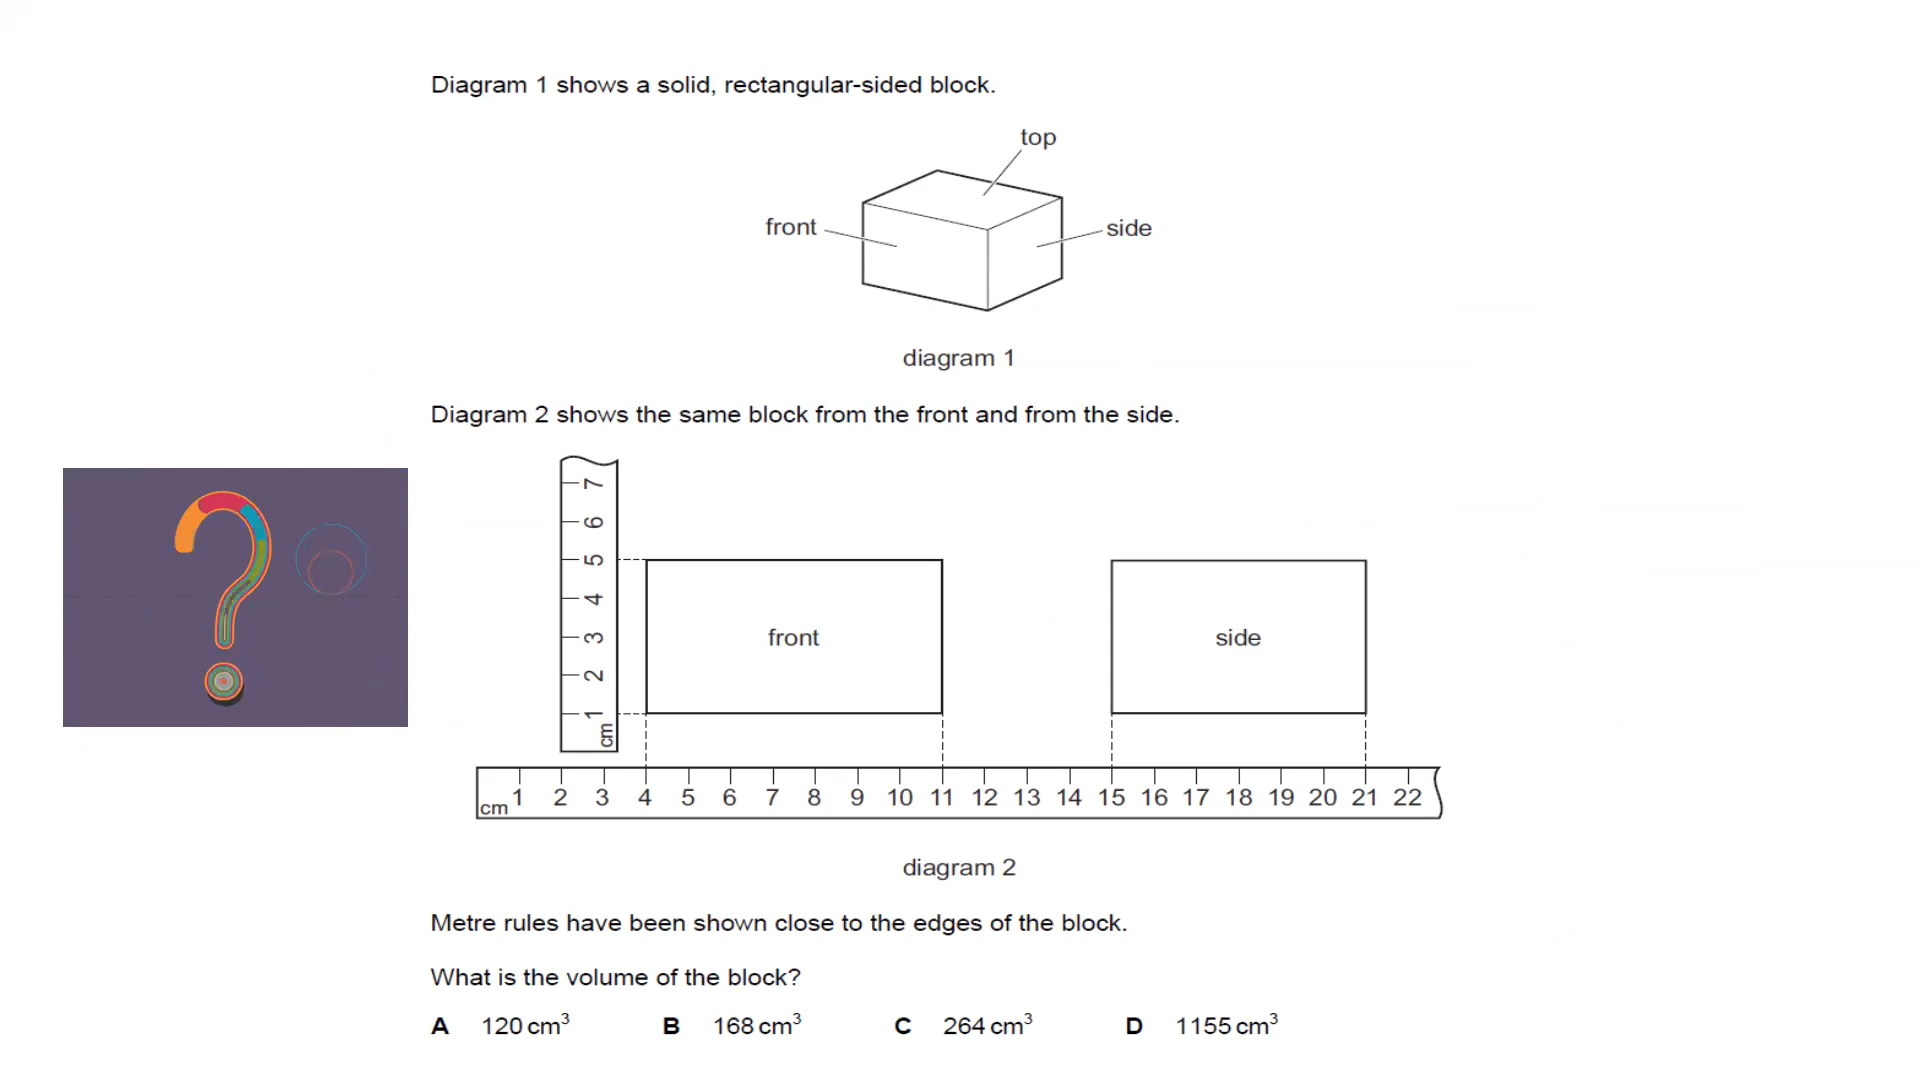 Diagram 1 shows a solid, rectangular-sided block.
top
front
side
diagram 1
Diagram 2 shows the same block from the front and from the side.
7
6
5
4
3
2
1
cm
front
side
cm 1 2 3 4 5 6 7 8 9 10 11 12 13 14 15 16 17 18 19 20 21 22
diagram 2
Metre rules have been shown close to the edges of the block.
What is the volume of the block?
A 120 cm³ B 168 cm³ C 264 cm³ D 1155 cm³
?